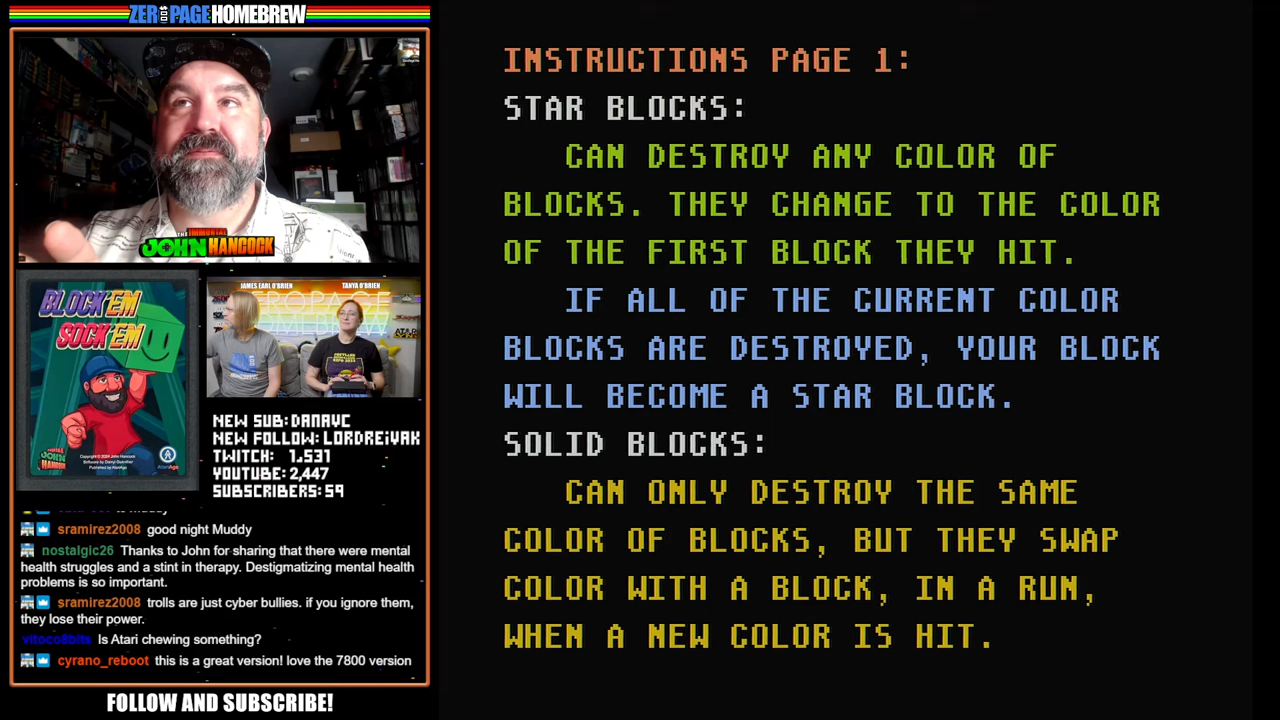 ZEROPAGE HOMEBREW
THE IMMORTAL
JOHN HANCOCK
BLOCK'EM
SOCK'EM
JAMES EARL O'BRIEN
TANYA O'BRIEN
NEW SUB: DANAVC
NEW FOLLOW: LORDREIVAX
TWITCH: 1,531
YOUTUBE: 2,447
SUBSCRIBERS: 59
sramirez2008 good night Muddy
nostalgic26 Thanks to John for sharing that there were mental
health struggles and a stint in therapy. Destigmatizing mental health
problems is so important.
sramirez2008 trolls are just cyber bullies. if you ignore them,
they lose their power.
vitoco8bits Is Atari chewing something?
cyrano_reboot this is a great version! love the 7800 version
FOLLOW AND SUBSCRIBE!
INSTRUCTIONS PAGE 1:
STAR BLOCKS:
CAN DESTROY ANY COLOR OF
BLOCKS. THEY CHANGE TO THE COLOR
OF THE FIRST BLOCK THEY HIT.
IF ALL OF THE CURRENT COLOR
BLOCKS ARE DESTROYED, YOUR BLOCK
WILL BECOME A STAR BLOCK.
SOLID BLOCKS:
CAN ONLY DESTROY THE SAME
COLOR OF BLOCKS, BUT THEY SWAP
COLOR WITH A BLOCK, IN A RUN,
WHEN A NEW COLOR IS HIT.